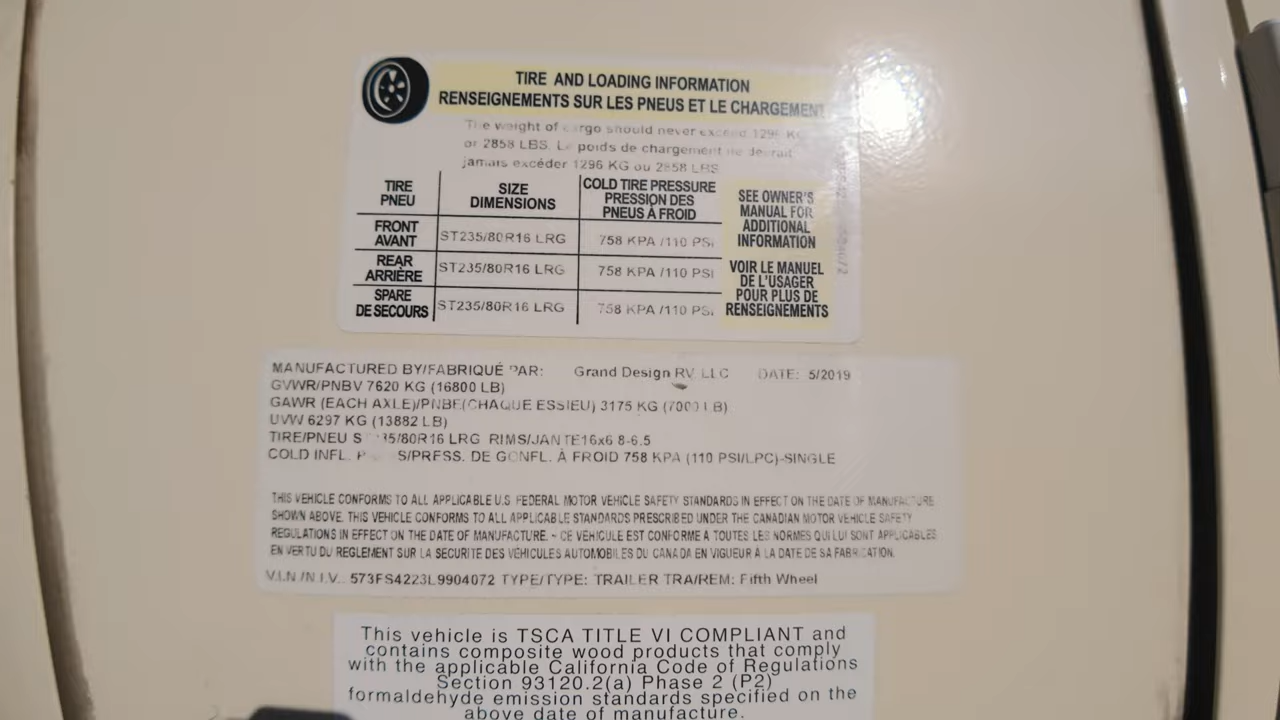 TIRE AND LOADING INFORMATION
RENSEIGNEMENTS SUR LES PNEUS ET LE CHARGEMENT
The weight of cargo should never exceed 1296 KG
or 2858 LBS. Le poids de chargement ne devrait
jamais excéder 1296 KG ou 2858 LBS
TIRE PNEU SIZE DIMENSIONS COLD TIRE PRESSURE PRESSION DES PNEUS À FROID
FRONT AVANT ST235/80R16 LRG 758 KPA /110 PSI
REAR ARRIÈRE ST235/80R16 LRG 758 KPA /110 PSI
SPARE DE SECOURS ST235/80R16 LRG 758 KPA /110 PSI
SEE OWNER'S
MANUAL FOR
ADDITIONAL
INFORMATION
VOIR LE MANUEL
DE L'USAGER
POUR PLUS DE
RENSEIGNEMENTS
MANUFACTURED BY/FABRIQUÉ PAR: Grand Design RV, LLC DATE: 5/2019
GVWR/PNBV 7620 KG (16800 LB)
GAWR (EACH AXLE)/PNBE(CHAQUE ESSIEU) 3175 KG (7000 LB)
UVW 6297 KG (13882 LB)
TIRE/PNEU 80R16 LRG RIMS/JANTE16x6 8-6.5
COLD INFL. S/PRESS. DE GONFL. À FROID 758 KPA (110 PSI/LPC)-SINGLE
THIS VEHICLE CONFORMS TO ALL APPLICABLE U.S FEDERAL MOTOR VEHICLE SAFETY STANDARDS IN EFFECT ON THE DATE OF MANUFACTURE
SHOWN ABOVE. THIS VEHICLE CONFORMS TO ALL APPLICABLE STANDARDS PRESCRIBED UNDER THE CANADIAN MOTOR VEHICLE SAFETY
REGULATIONS IN EFFECT ON THE DATE OF MANUFACTURE. - CE VEHICULE EST CONFORME A TOUTES LES NORMES QUI LUI SONT APPLICABLES
EN VERTU DU REGLEMENT SUR LA SECURITE DES VEHICULES AUTOMOBILES DU CANADA EN VIGUEUR A LA DATE DE SA FABRICATION.
V.I.N./N.I.V.: 573FS4223L9904072 TYPE/TYPE: TRAILER TRA/REM: Fifth Wheel
This vehicle is TSCA TITLE VI COMPLIANT and
contains composite wood products that comply
with the applicable California Code of Regulations
Section 93120.2(a) Phase 2 (P2)
formaldehyde emission standards specified on the
above date of manufacture.